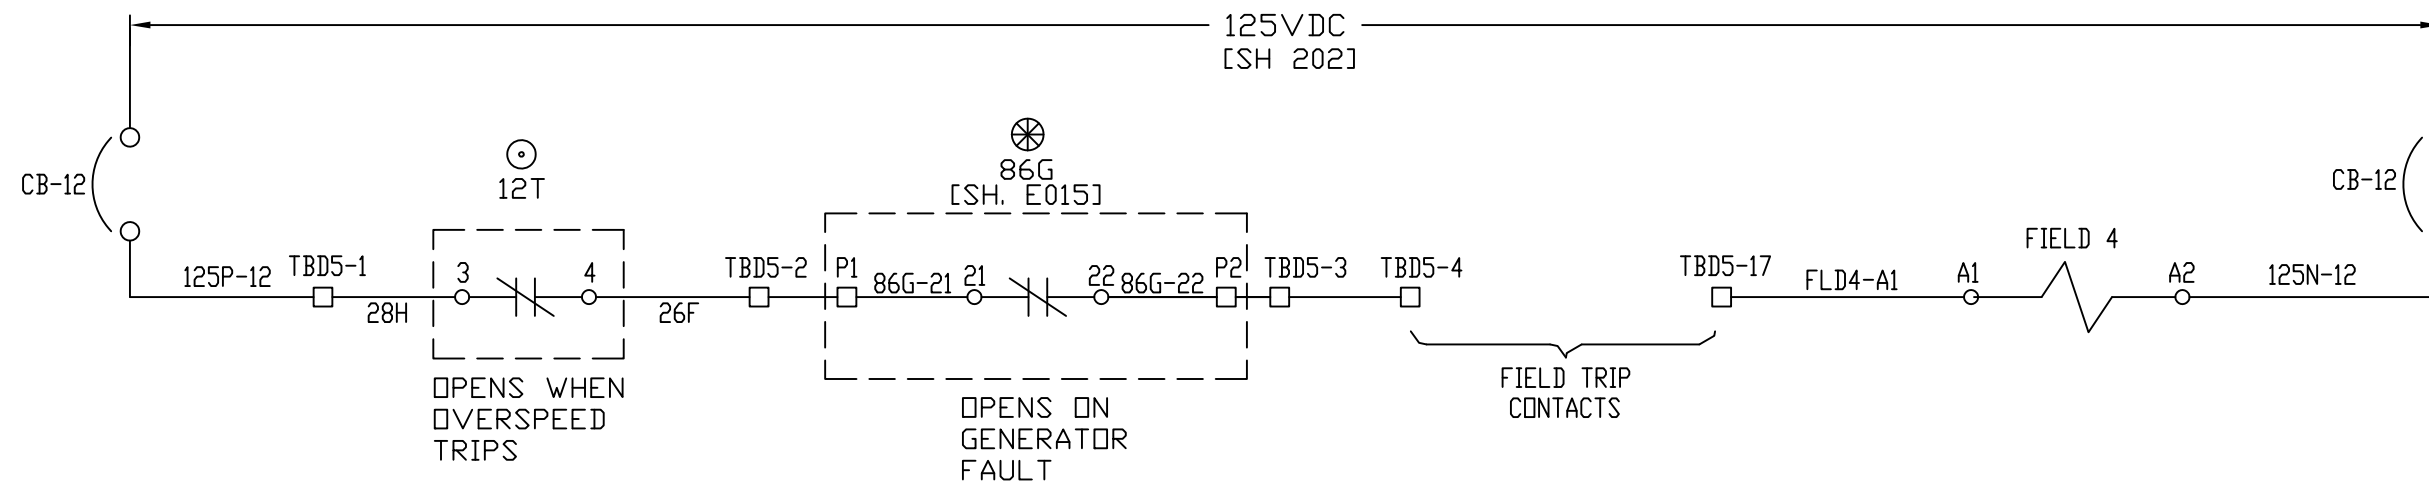 125VDC
[SH 202]
CB-12
12T
86G
[SH. E015]
CB-12
125P-12
TBD5-1
28H
3
4
26F
TBD5-2
P1
86G-21
21
22
86G-22
P2
TBD5-3
TBD5-4
TBD5-17
FLD4-A1
A1
FIELD 4
A2
125N-12
OPENS WHEN
OVERSPEED
TRIPS
OPENS ON
GENERATOR
FAULT
FIELD TRIP
CONTACTS